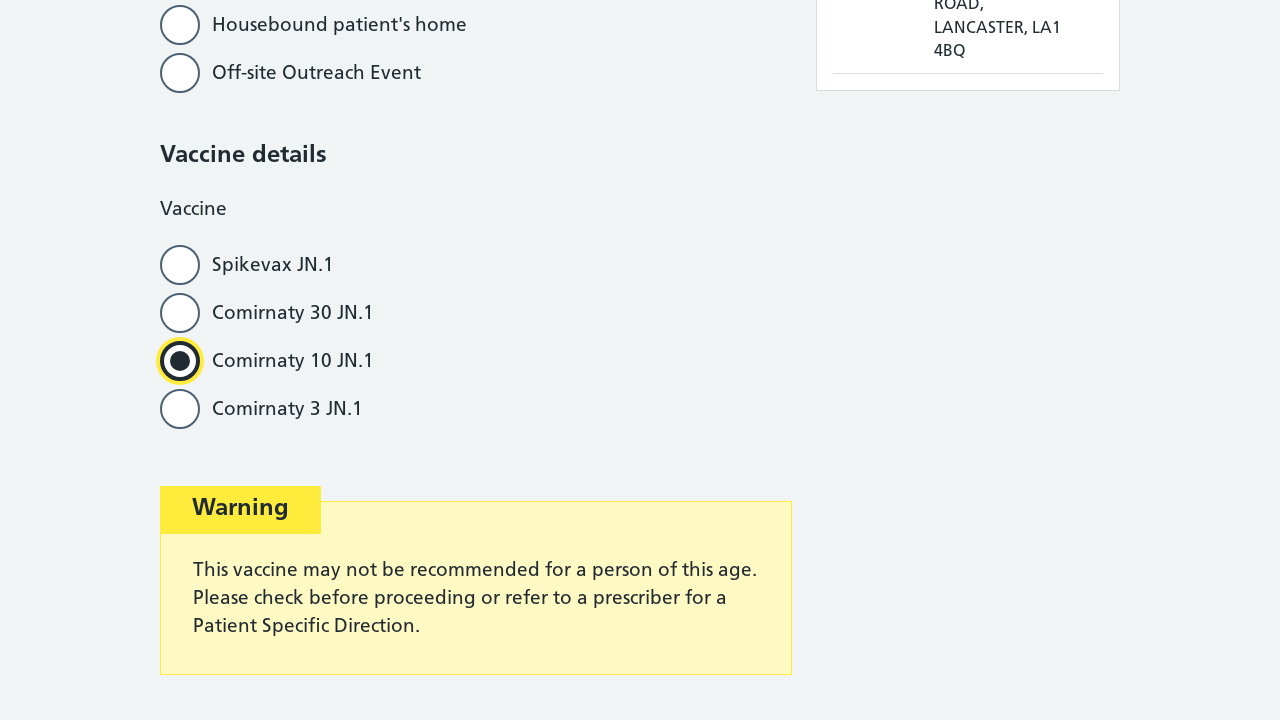 Housebound patient's home
Off-site Outreach Event
ROAD,
LANCASTER, LA1
4BQ
Vaccine details
Vaccine
Spikevax JN.1
Comirnaty 30 JN.1
Comirnaty 10 JN.1
Comirnaty 3 JN.1
Warning
This vaccine may not be recommended for a person of this age.
Please check before proceeding or refer to a prescriber for a
Patient Specific Direction.